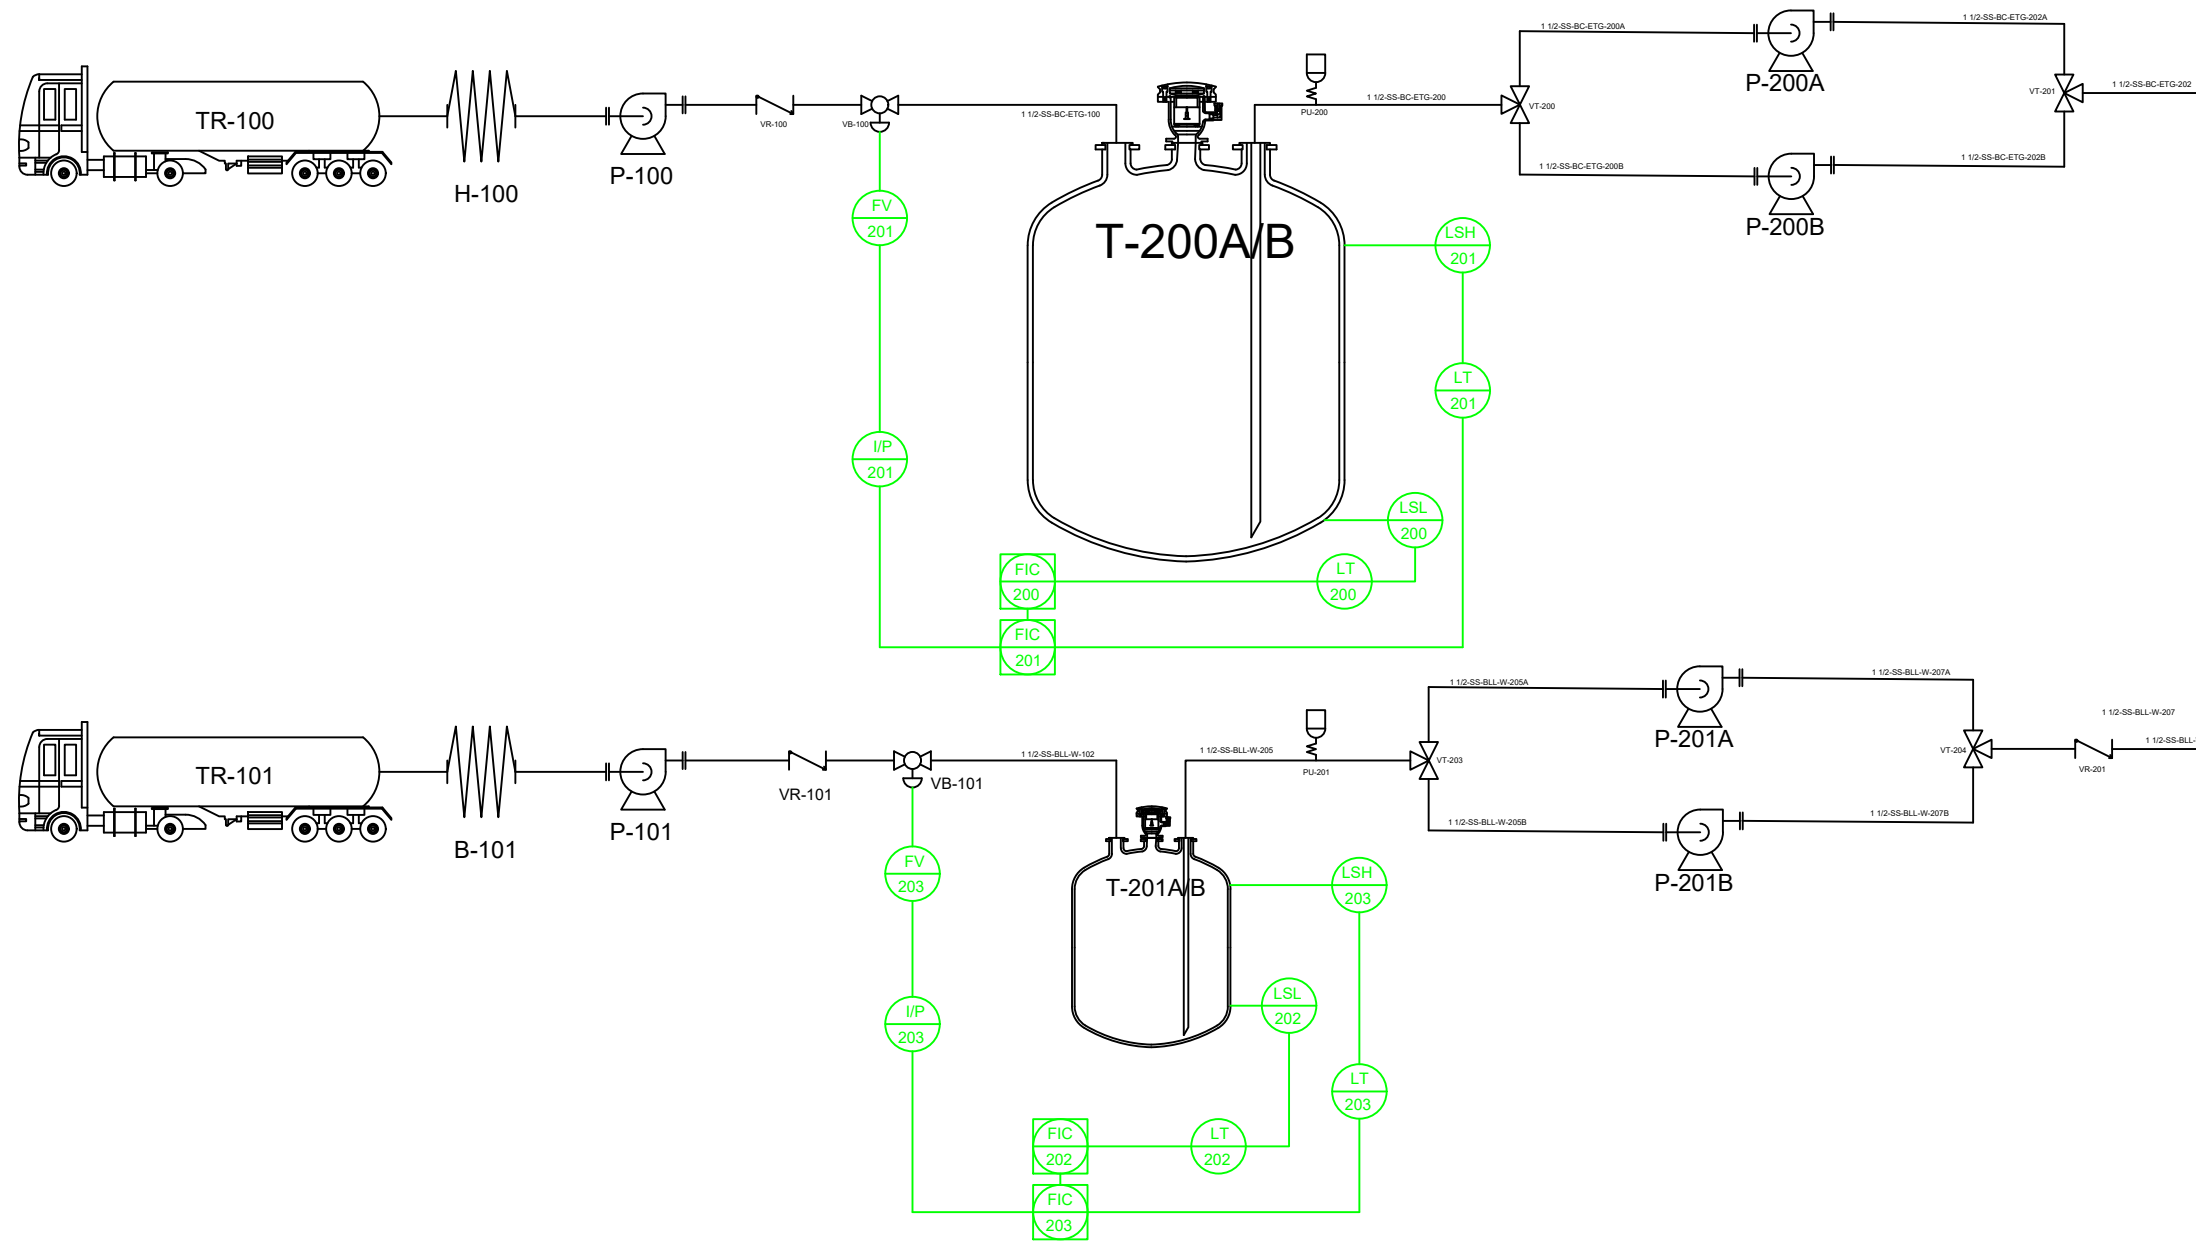 1 1/2-SS-BC-ETG-200A
1 1/2-SS-BC-ETG-202A
P-200A
TR-100
H-100
P-100
VR-100
VB-100
1 1/2-SS-BC-ETG-100
PU-200
1 1/2-SS-BC-ETG-200
VT-200
VT-201
1 1/2-SS-BC-ETG-202
1 1/2-SS-BC-ETG-200B
1 1/2-SS-BC-ETG-202B
P-200B
FV
201
T-200A/B
LSH
201
LT
201
I/P
201
LSL
200
FIC
200
LT
200
FIC
201
1 1/2-SS-BLL-W-205A
1 1/2-SS-BLL-W-207A
P-201A
TR-101
B-101
P-101
VR-101
VB-101
1 1/2-SS-BLL-W-102
1 1/2-SS-BLL-W-205
PU-201
VT-203
VT-204
1 1/2-SS-BLL-W-207
VR-201
1 1/2-SS-BLL-
1 1/2-SS-BLL-W-205B
1 1/2-SS-BLL-W-207B
P-201B
FV
203
T-201A/B
LSH
203
LSL
202
I/P
203
LT
203
FIC
202
LT
202
FIC
203